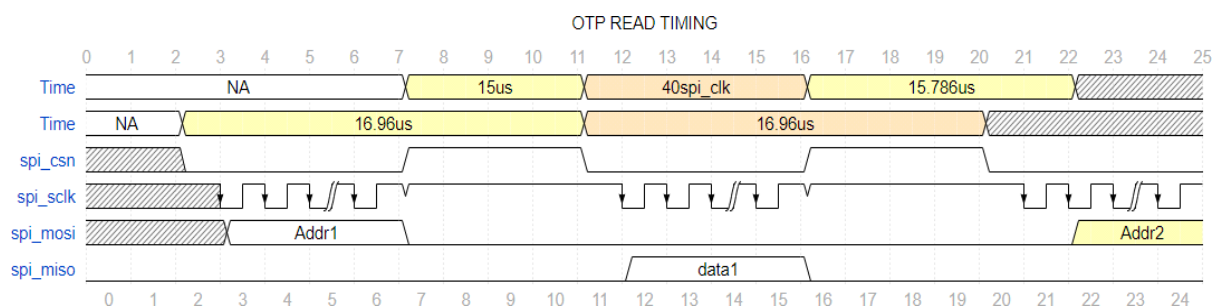 OTP READ TIMING
0 1 2 3 4 5 6 7 8 9 10 11 12 13 14 15 16 17 18 19 20 21 22 23 24 25
Time NA 15us 40spi_clk 15.786us
Time NA 16.96us 16.96us
spi_csn
spi_sclk
spi_mosi Addr1 Addr2
spi_miso data1
0 1 2 3 4 5 6 7 8 9 10 11 12 13 14 15 16 17 18 19 20 21 22 23 24